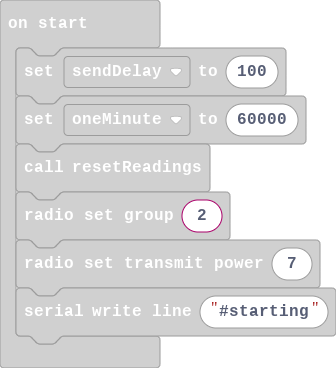 on start
set sendDelay to 100
set oneMinute to 60000
call resetReadings
radio set group 2
radio set transmit power 7
serial write line "#starting"